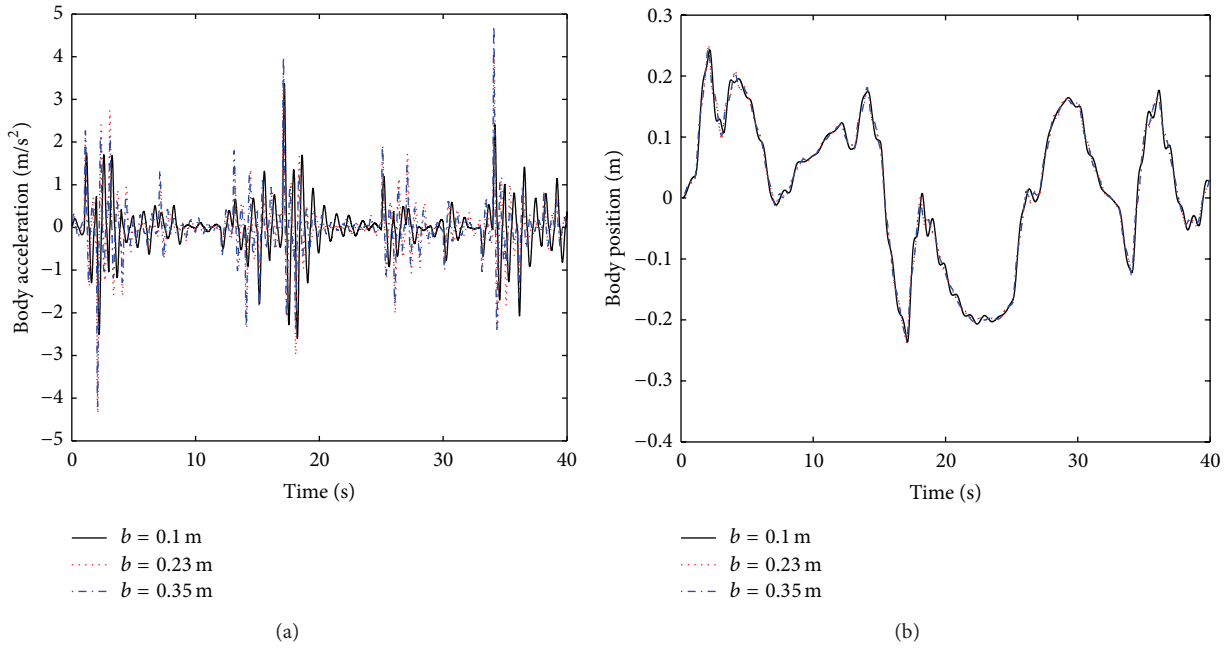 5
4
3
2
1
0
−1
−2
−3
−4
−5
Body acceleration (m/s²)
0 10 20 30 40
Time (s)
b = 0.1 m
b = 0.23 m
b = 0.35 m
(a)
0.3
0.2
0.1
0
−0.1
−0.2
−0.3
−0.4
Body position (m)
0 10 20 30 40
Time (s)
b = 0.1 m
b = 0.23 m
b = 0.35 m
(b)